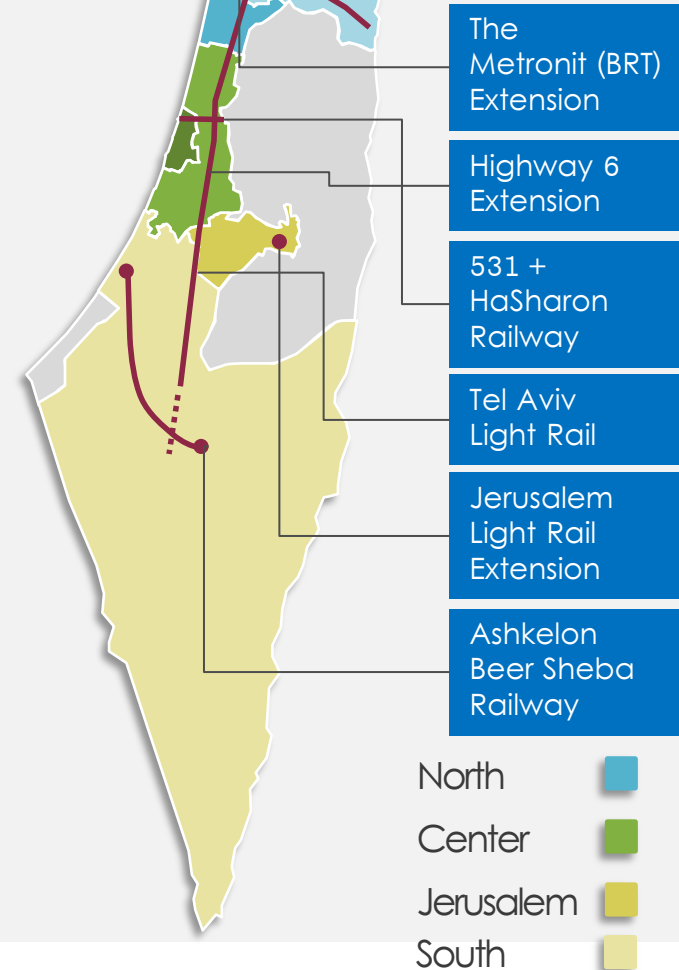 The
Metronit (BRT)
Extension
Highway 6
Extension
531 +
HaSharon
Railway
Tel Aviv
Light Rail
Jerusalem
Light Rail
Extension
Ashkelon
Beer Sheba
Railway
North
Center
Jerusalem
South